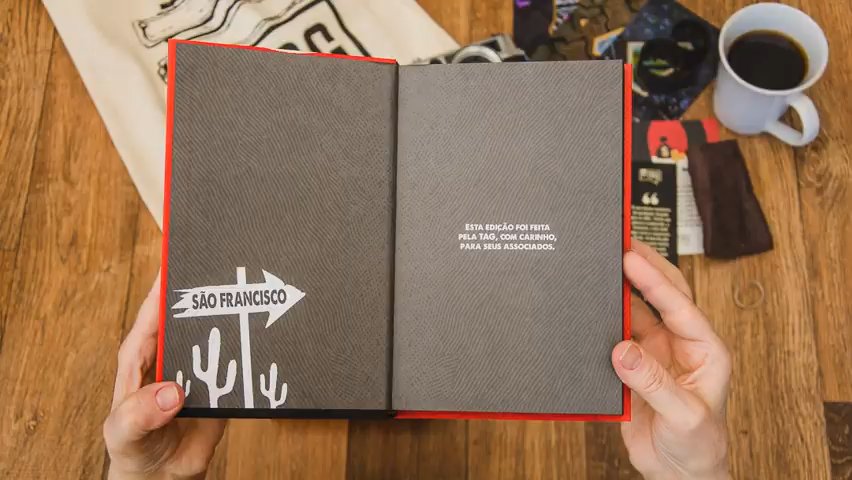 SÃO FRANCISCO
ESTA EDIÇÃO FOI FEITA
PELA TAG, COM CARINHO,
PARA SEUS ASSOCIADOS.